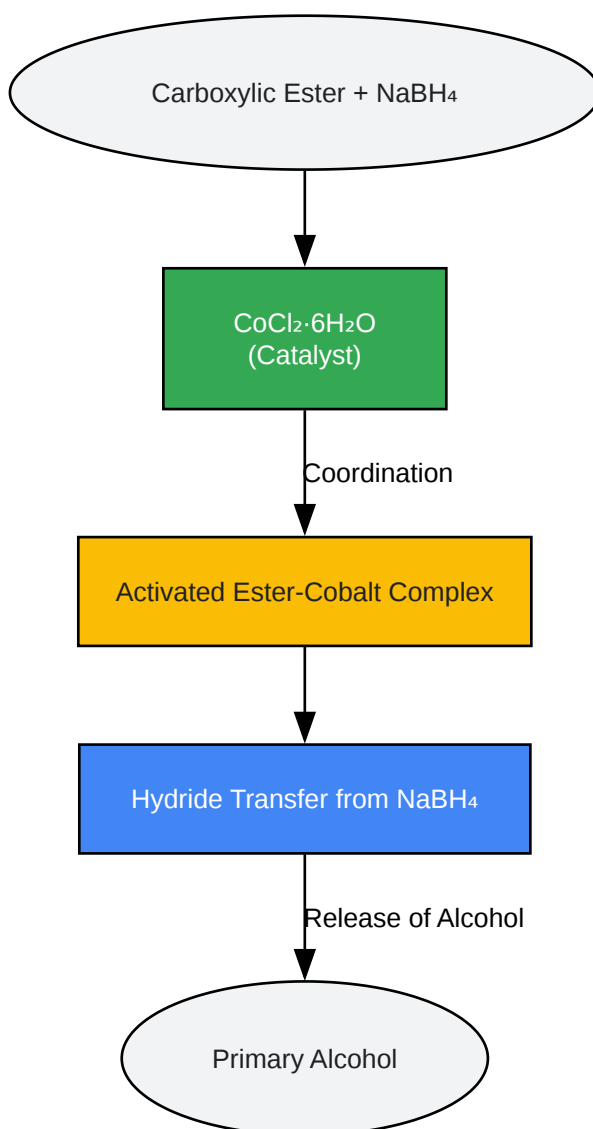 Carboxylic Ester + NaBH₄
CoCl₂·6H₂O
(Catalyst)
Coordination
Activated Ester-Cobalt Complex
Hydride Transfer from NaBH₄
Release of Alcohol
Primary Alcohol